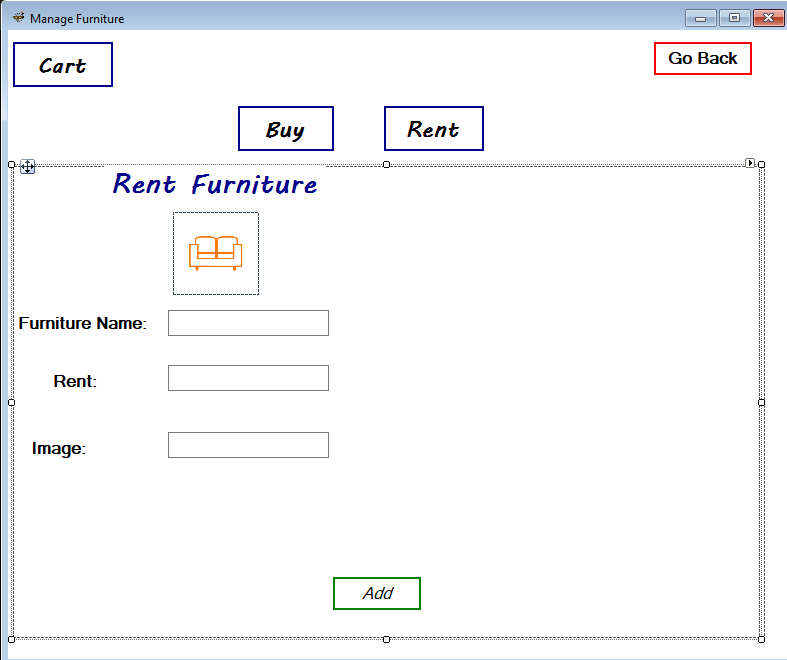 Manage Furniture
Cart
Go Back
Buy
Rent
Rent Furniture
Furniture Name:
Rent:
Image:
Add